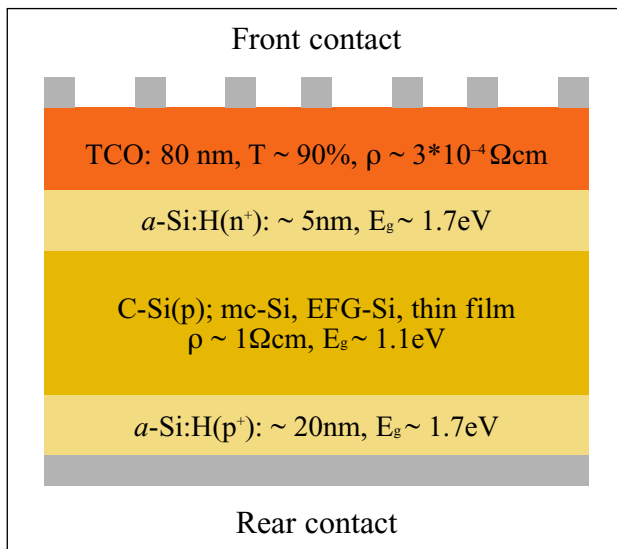 Front contact
TCO: 80 nm, T ~ 90%, ρ ~ 3*10⁻⁴ Ωcm
a-Si:H(n⁺): ~ 5nm, E₉ ~ 1.7eV
C-Si(p); mc-Si, EFG-Si, thin film
ρ ~ 1Ωcm, Eg ~ 1.1eV
a-Si:H(p⁺): ~ 20nm, Eg ~ 1.7eV
Rear contact